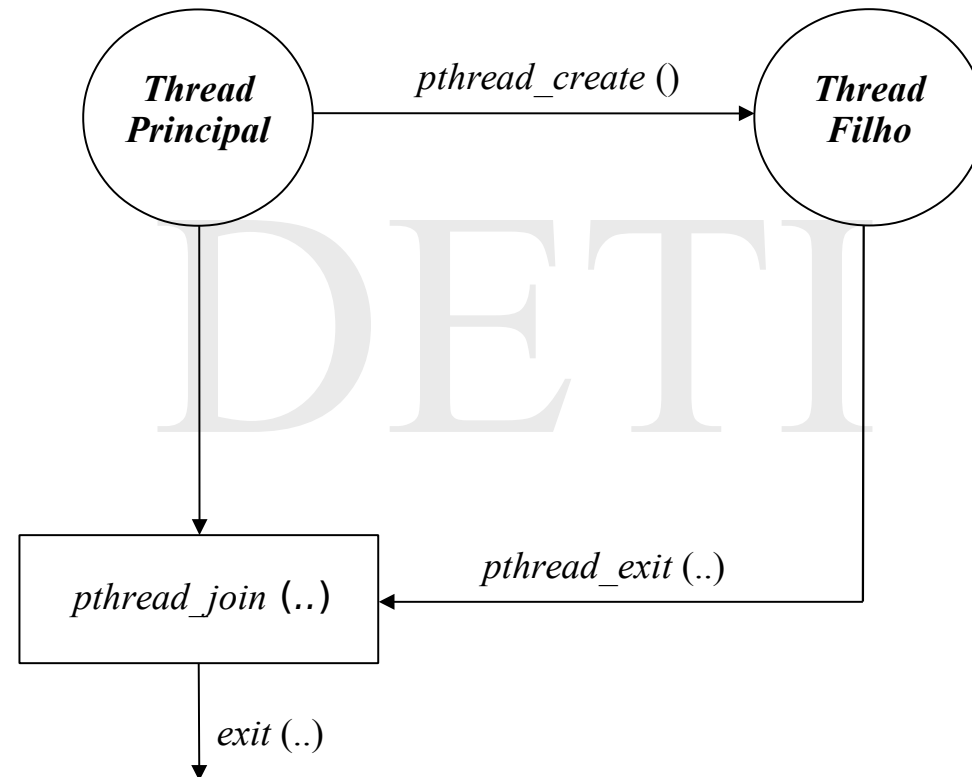 Thread
Principal
pthread_create ()
Thread
Filho
DETI
pthread_exit (..)
pthread_join (..)
exit (..)